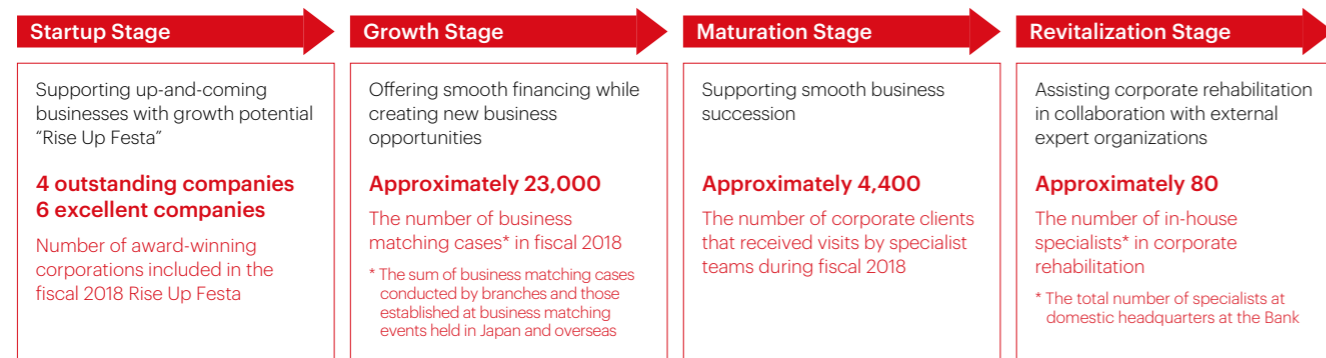 Startup Stage
Supporting up-and-coming
businesses with growth potential
“Rise Up Festa”
4 outstanding companies
6 excellent companies
Number of award-winning
corporations included in the
fiscal 2018 Rise Up Festa
Growth Stage
Offering smooth financing while
creating new business
opportunities
Approximately 23,000
The number of business
matching cases* in fiscal 2018
* The sum of business matching cases
conducted by branches and those
established at business matching
events held in Japan and overseas
Maturation Stage
Supporting smooth business
succession
Approximately 4,400
The number of corporate clients
that received visits by specialist
teams during fiscal 2018
Revitalization Stage
Assisting corporate rehabilitation
in collaboration with external
expert organizations
Approximately 80
The number of in-house
specialists* in corporate
rehabilitation
* The total number of specialists at
domestic headquarters at the Bank